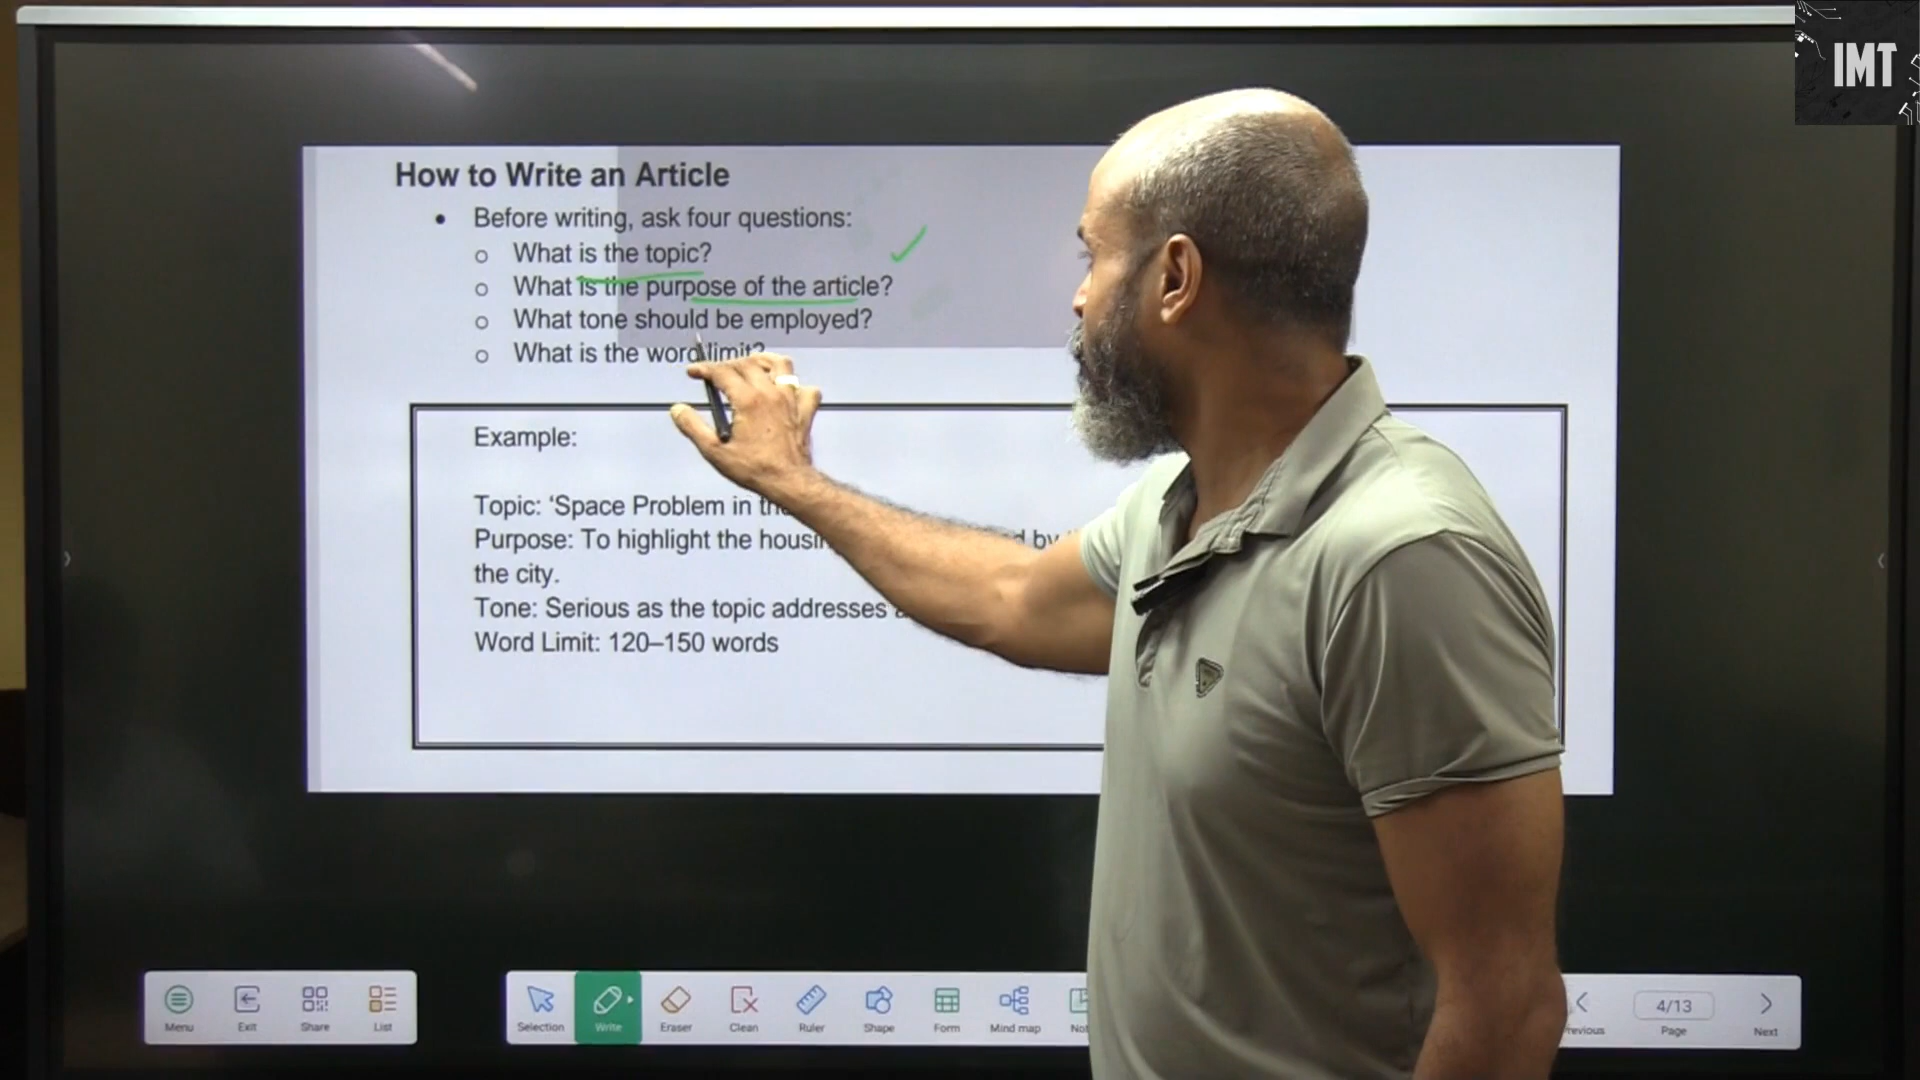 IMT
How to Write an Article
• Before writing, ask four questions:
o What is the topic?
o What is the purpose of the article?
o What tone should be employed?
o What is the word limit?
Example:
Topic: ‘Space Problem in
Purpose: To highlight the by
the city.
Tone: Serious as the topic addresses
Word Limit: 120–150 words
Menu Exit Share List Selection Write Eraser Clean Ruler Shape Form Mind map 4/13 Page Next